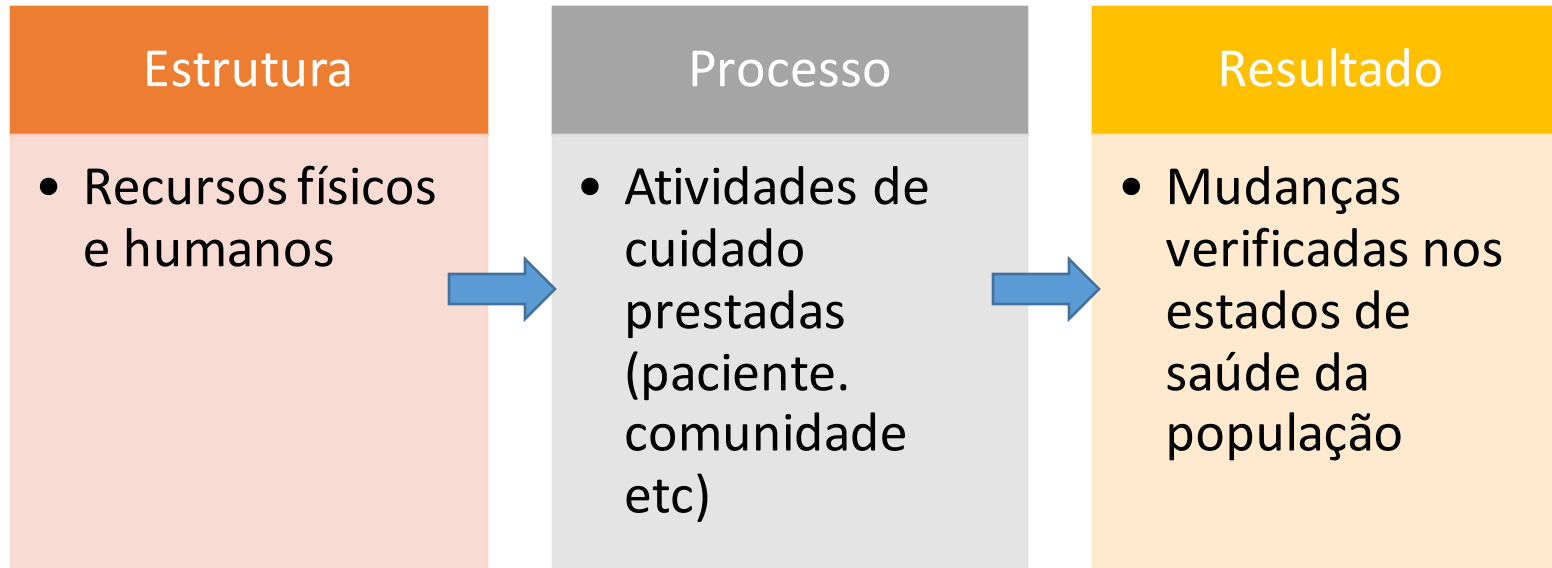 Estrutura
• Recursos físicos
e humanos
Processo
• Atividades de
cuidado
prestadas
(paciente.
comunidade
etc)
Resultado
• Mudanças
verificadas nos
estados de
saúde da
população